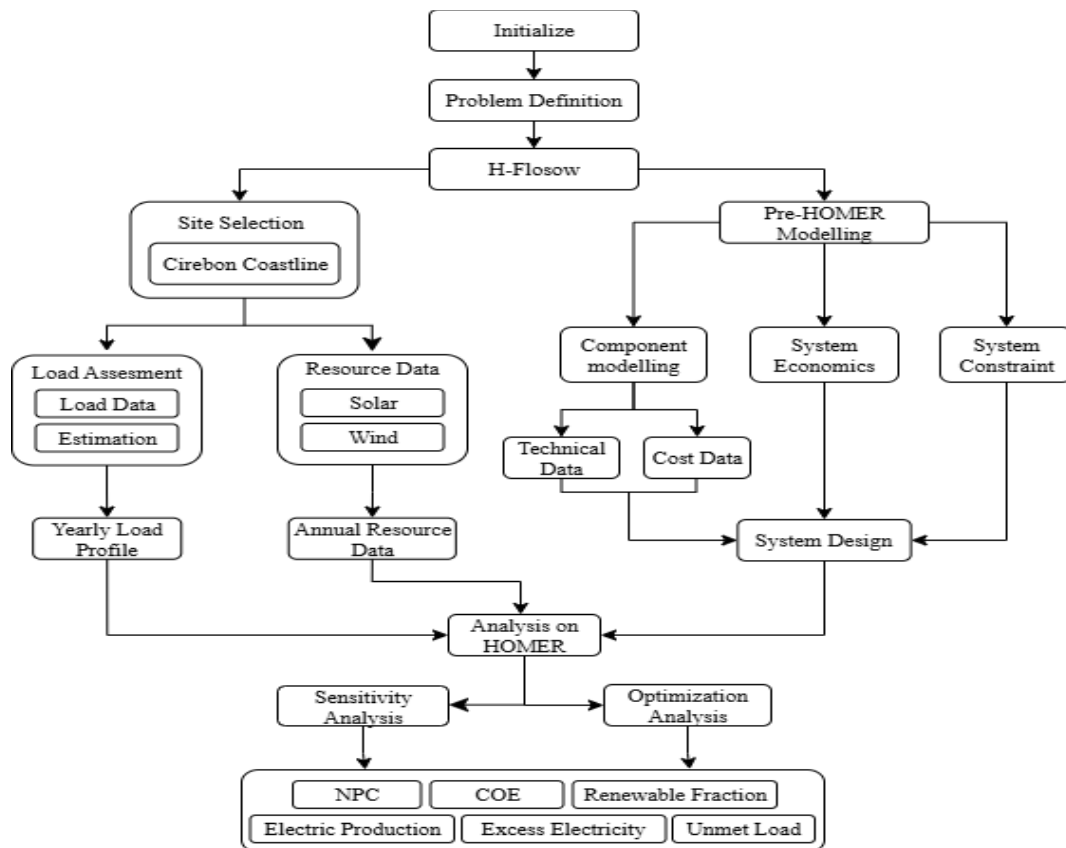 Initialize
Problem Definition
H-Flosow
Site Selection
Cirebon Coastline
Pre-HOMER
Modelling
Load Assesment
Load Data
Estimation
Resource Data
Solar
Wind
Component
modelling
System
Economics
System
Constraint
Technical
Data
Cost Data
Yearly Load
Profile
Annual Resource
Data
System Design
Analysis on
HOMER
Sensitivity
Analysis
Optimization
Analysis
NPC
COE
Renewable Fraction
Electric Production
Excess Electricity
Unmet Load